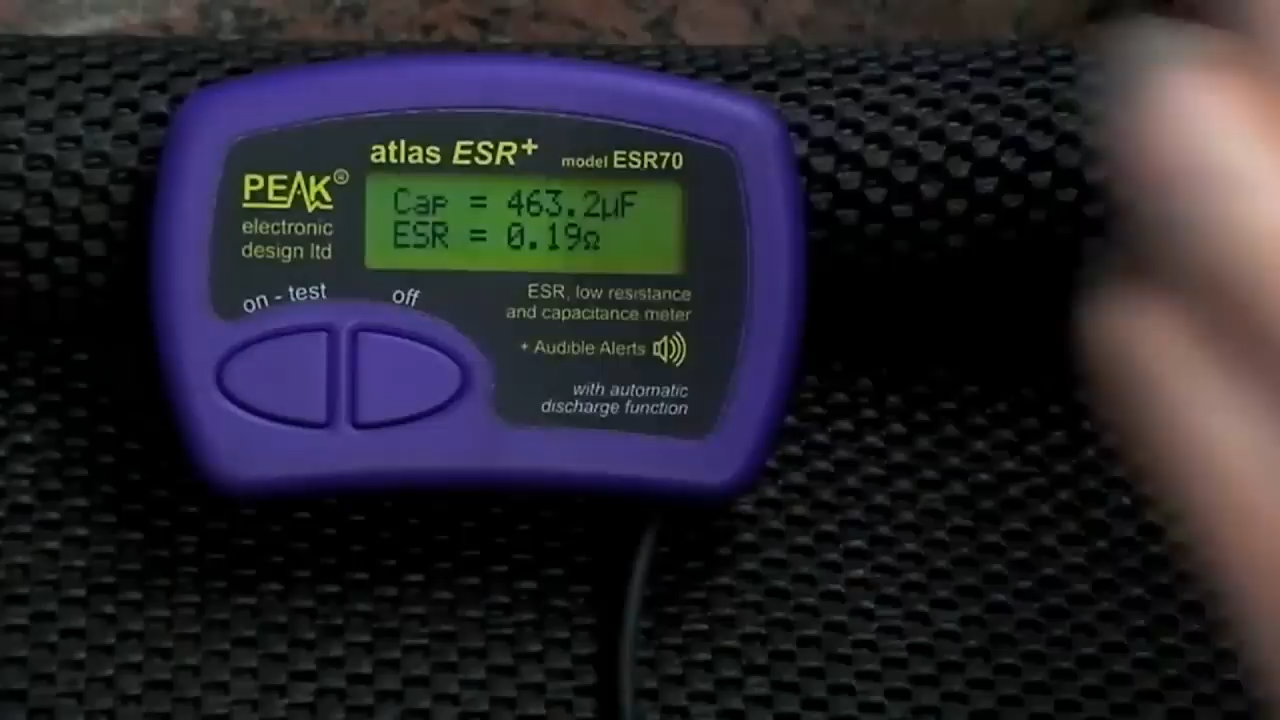 atlas ESR+ model ESR70
PEAK®
electronic
design ltd
Cap = 463.2µF
ESR = 0.19Ω
on - test
off
ESR, low resistance
and capacitance meter
+ Audible Alerts
with automatic
discharge function